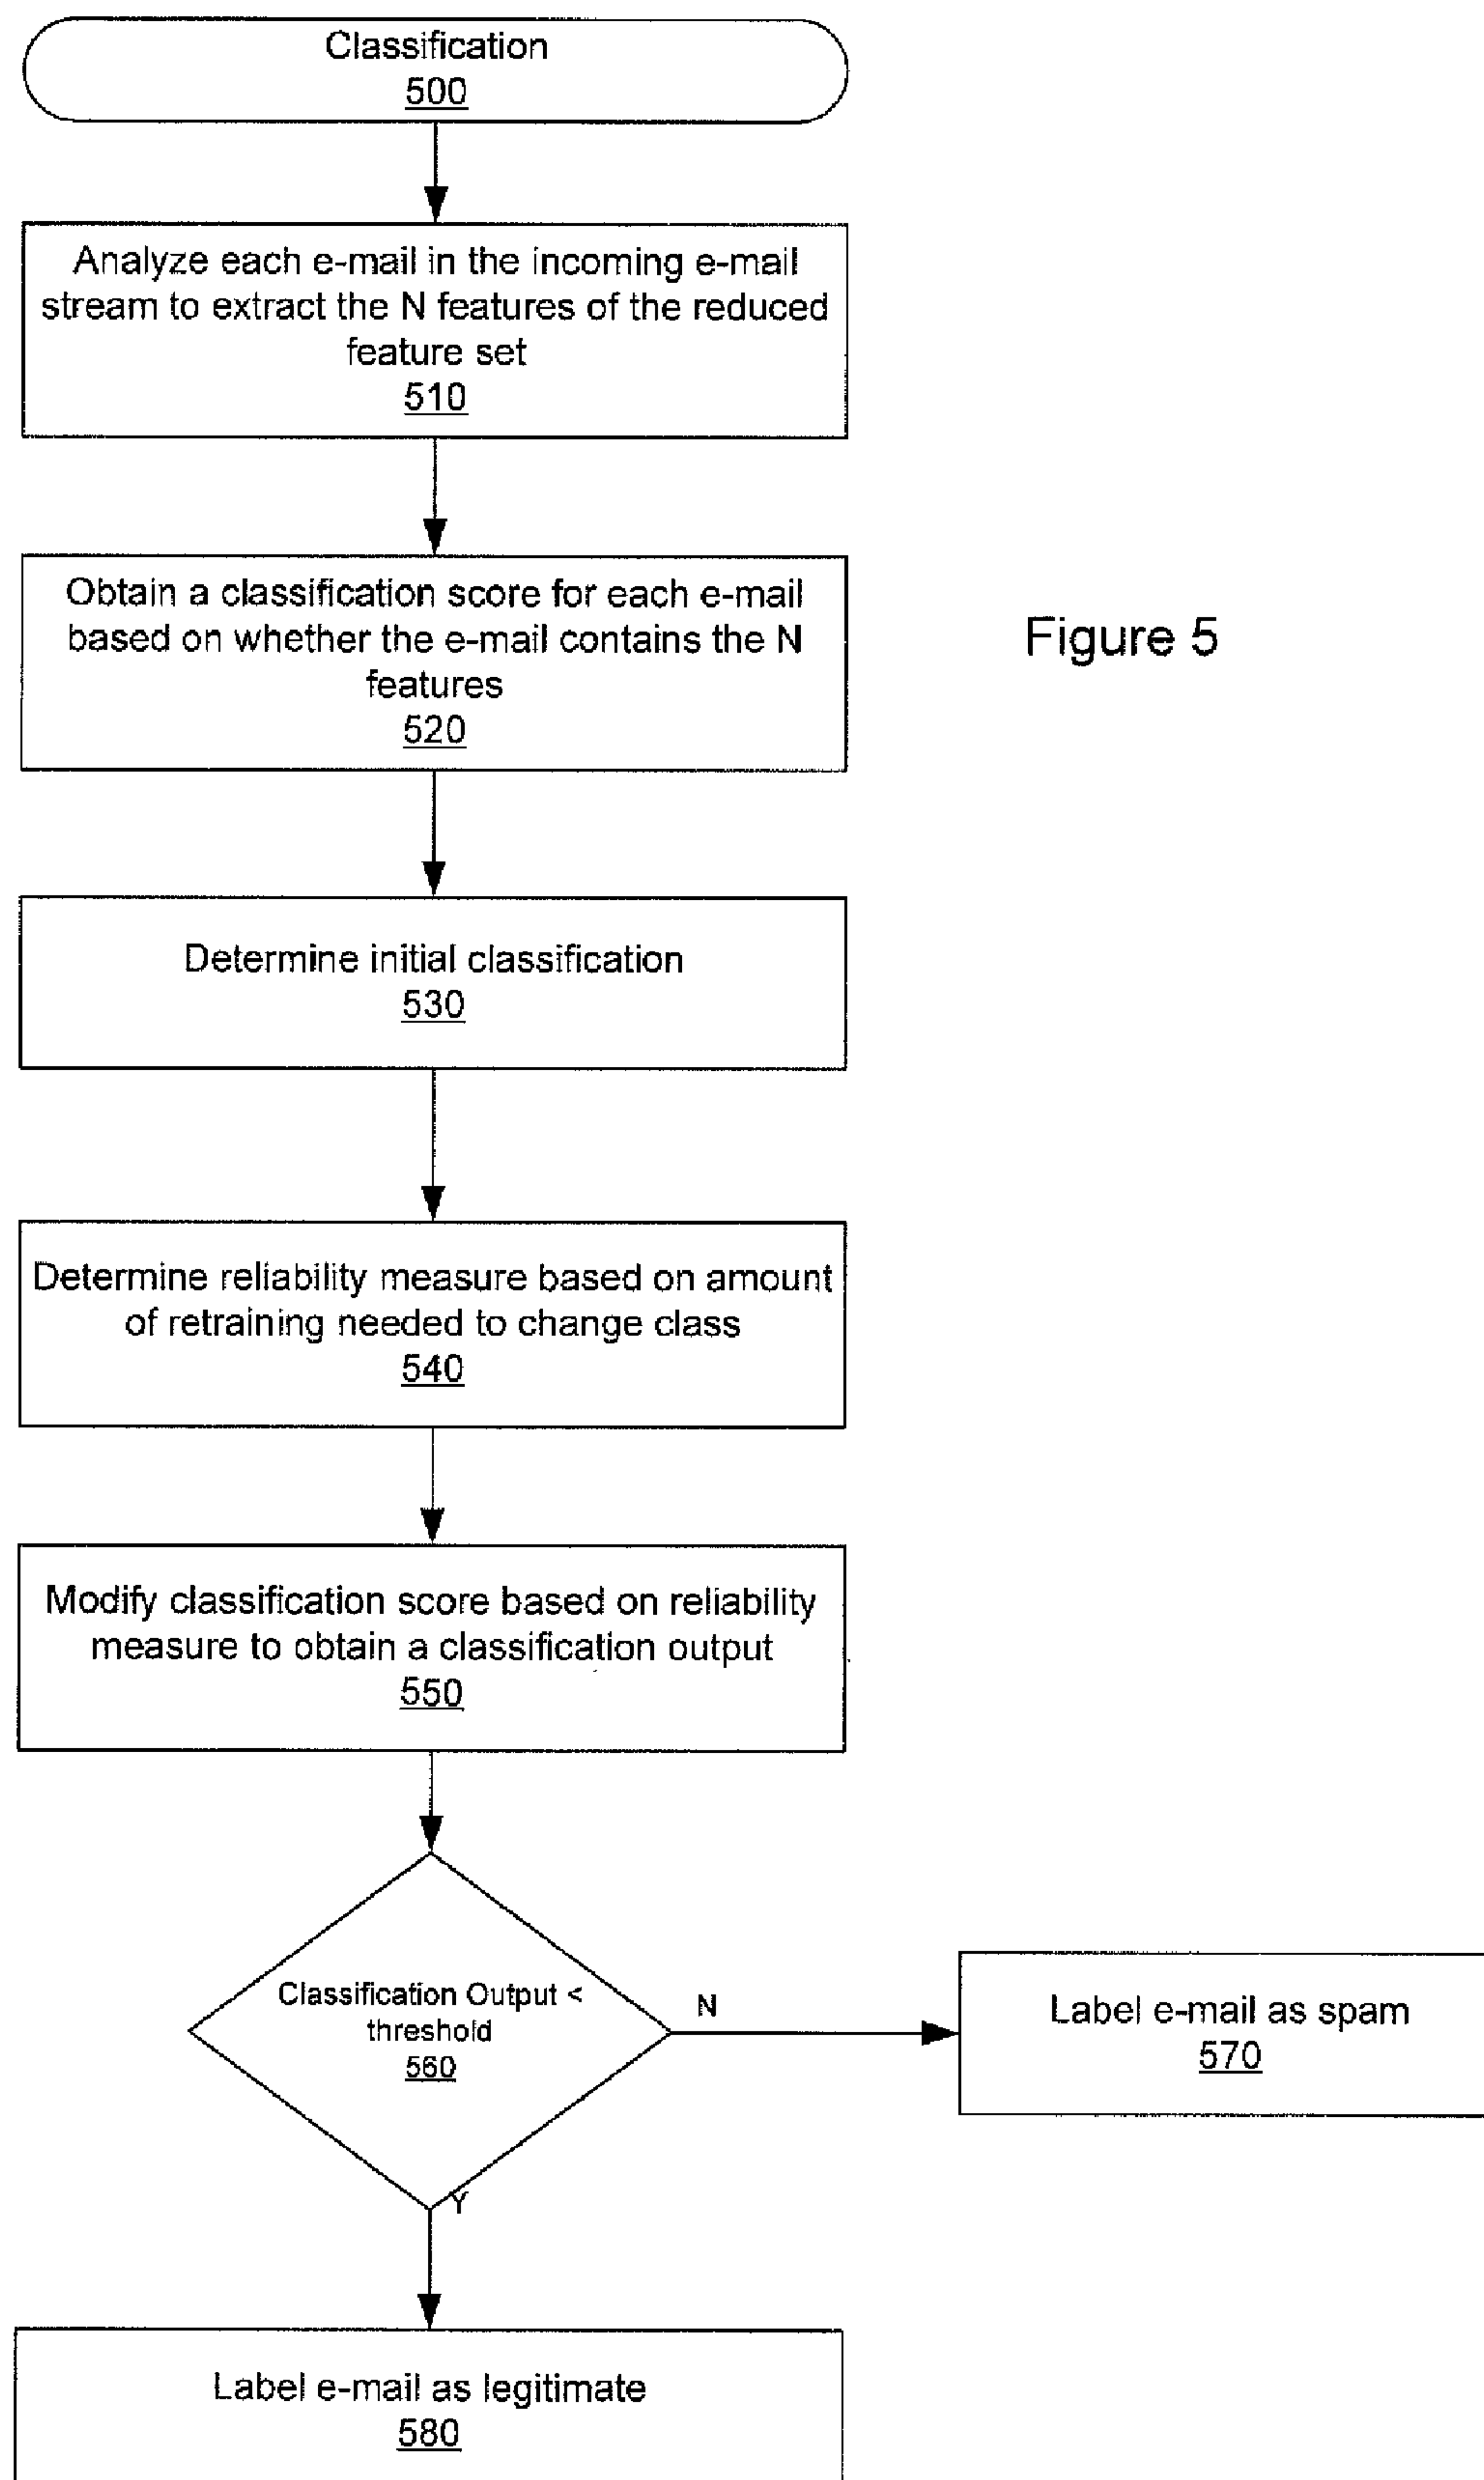 Classification
500
Analyze each e-mail in the incoming e-mail
stream to extract the N features of the reduced
feature set
510
Obtain a classification score for each e-mail
based on whether the e-mail contains the N
features
520
Figure 5
Determine initial classification
530
Determine reliability measure based on amount
of retraining needed to change class
540
Modify classification score based on reliability
measure to obtain a classification output
550
Classification Output <
threshold
560
N
Label e-mail as spam
570
Y
Label e-mail as legitimate
580